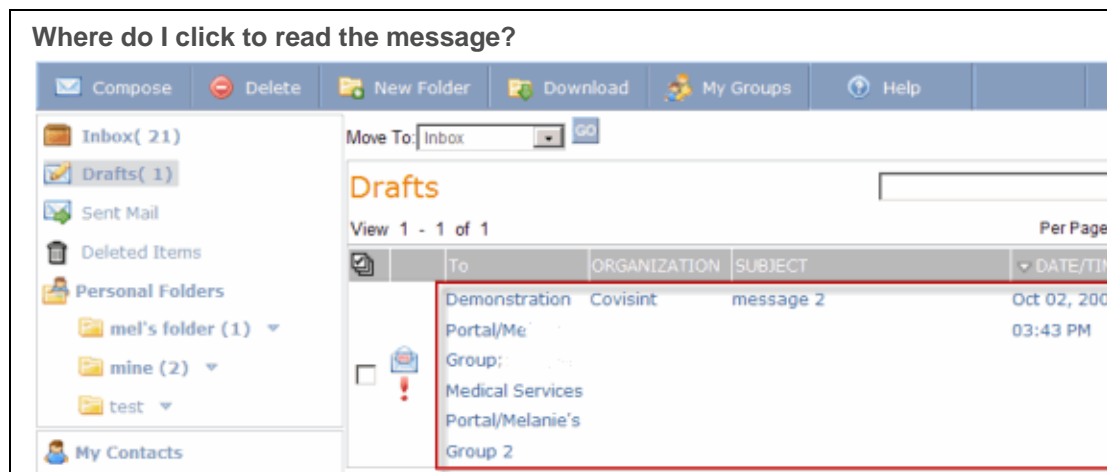 Where do I click to read the message?
Compose Delete New Folder Download My Groups Help
Inbox( 21)
Drafts( 1)
Sent Mail
Deleted Items
Personal Folders
mel's folder (1)
mine (2)
test
My Contacts
Move To: Inbox GO
Drafts
View 1 - 1 of 1 Per Page
To ORGANIZATION SUBJECT DATE/TIM
Demonstration Covisint message 2 Oct 02, 200
Portal/Me 03:43 PM
Group;
Medical Services
Portal/Melanie's
Group 2